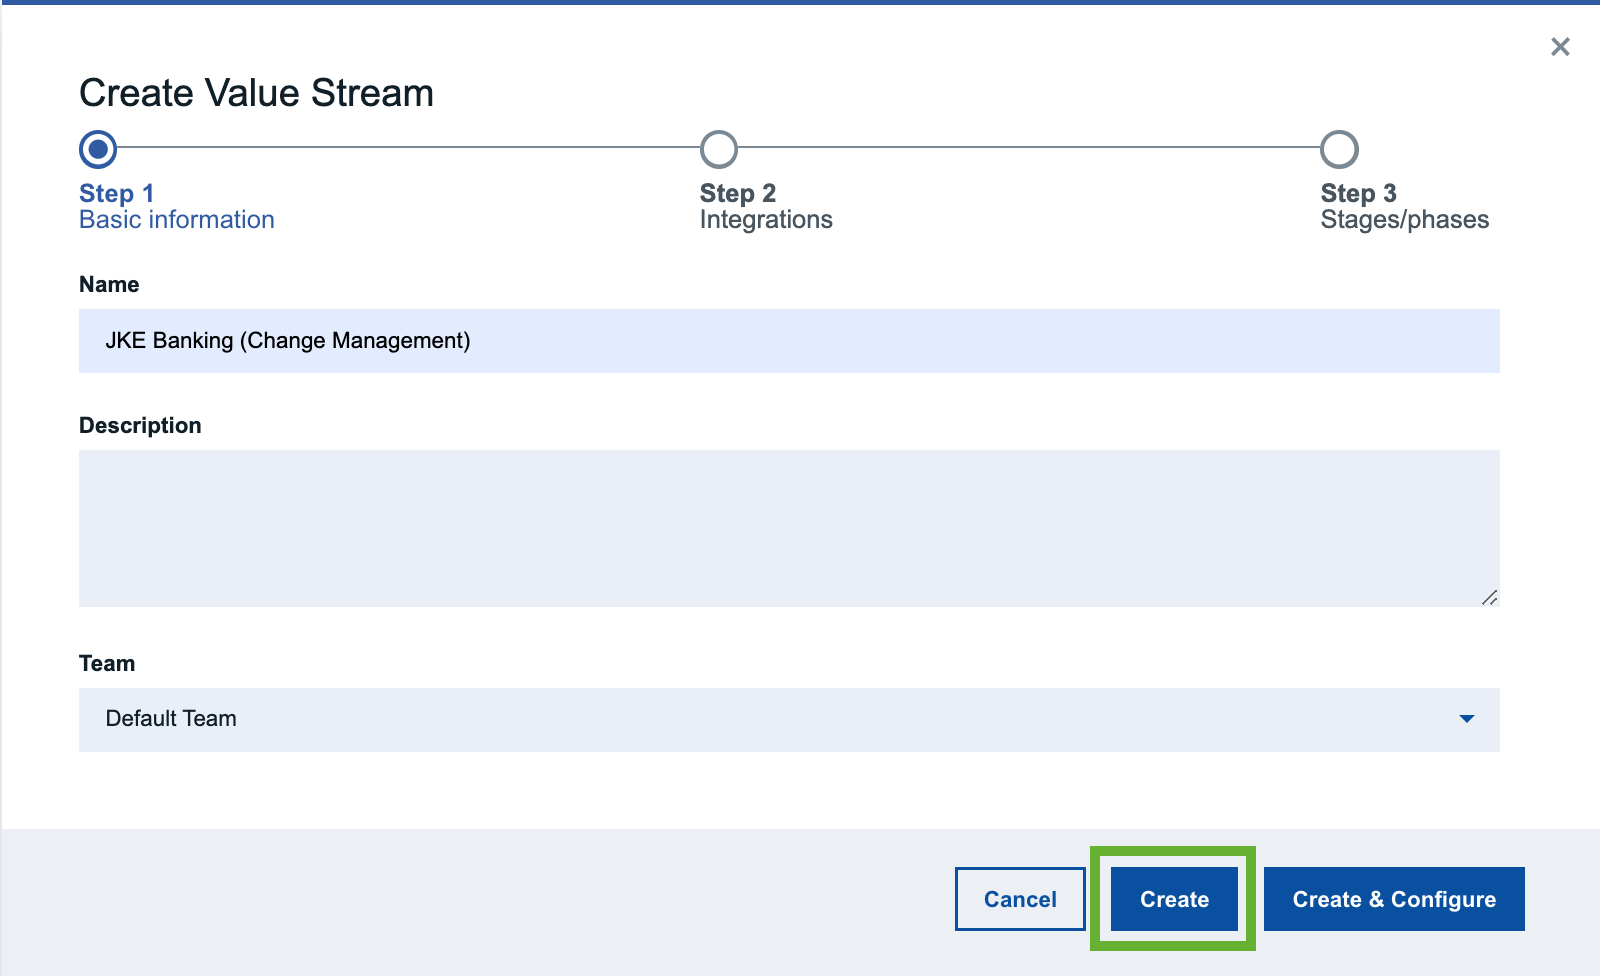 Create Value Stream
Step 1
Basic information
Step 2
Integrations
Step 3
Stages/phases
Name
JKE Banking (Change Management)
Description
Team
Default Team
Cancel
Create
Create & Configure